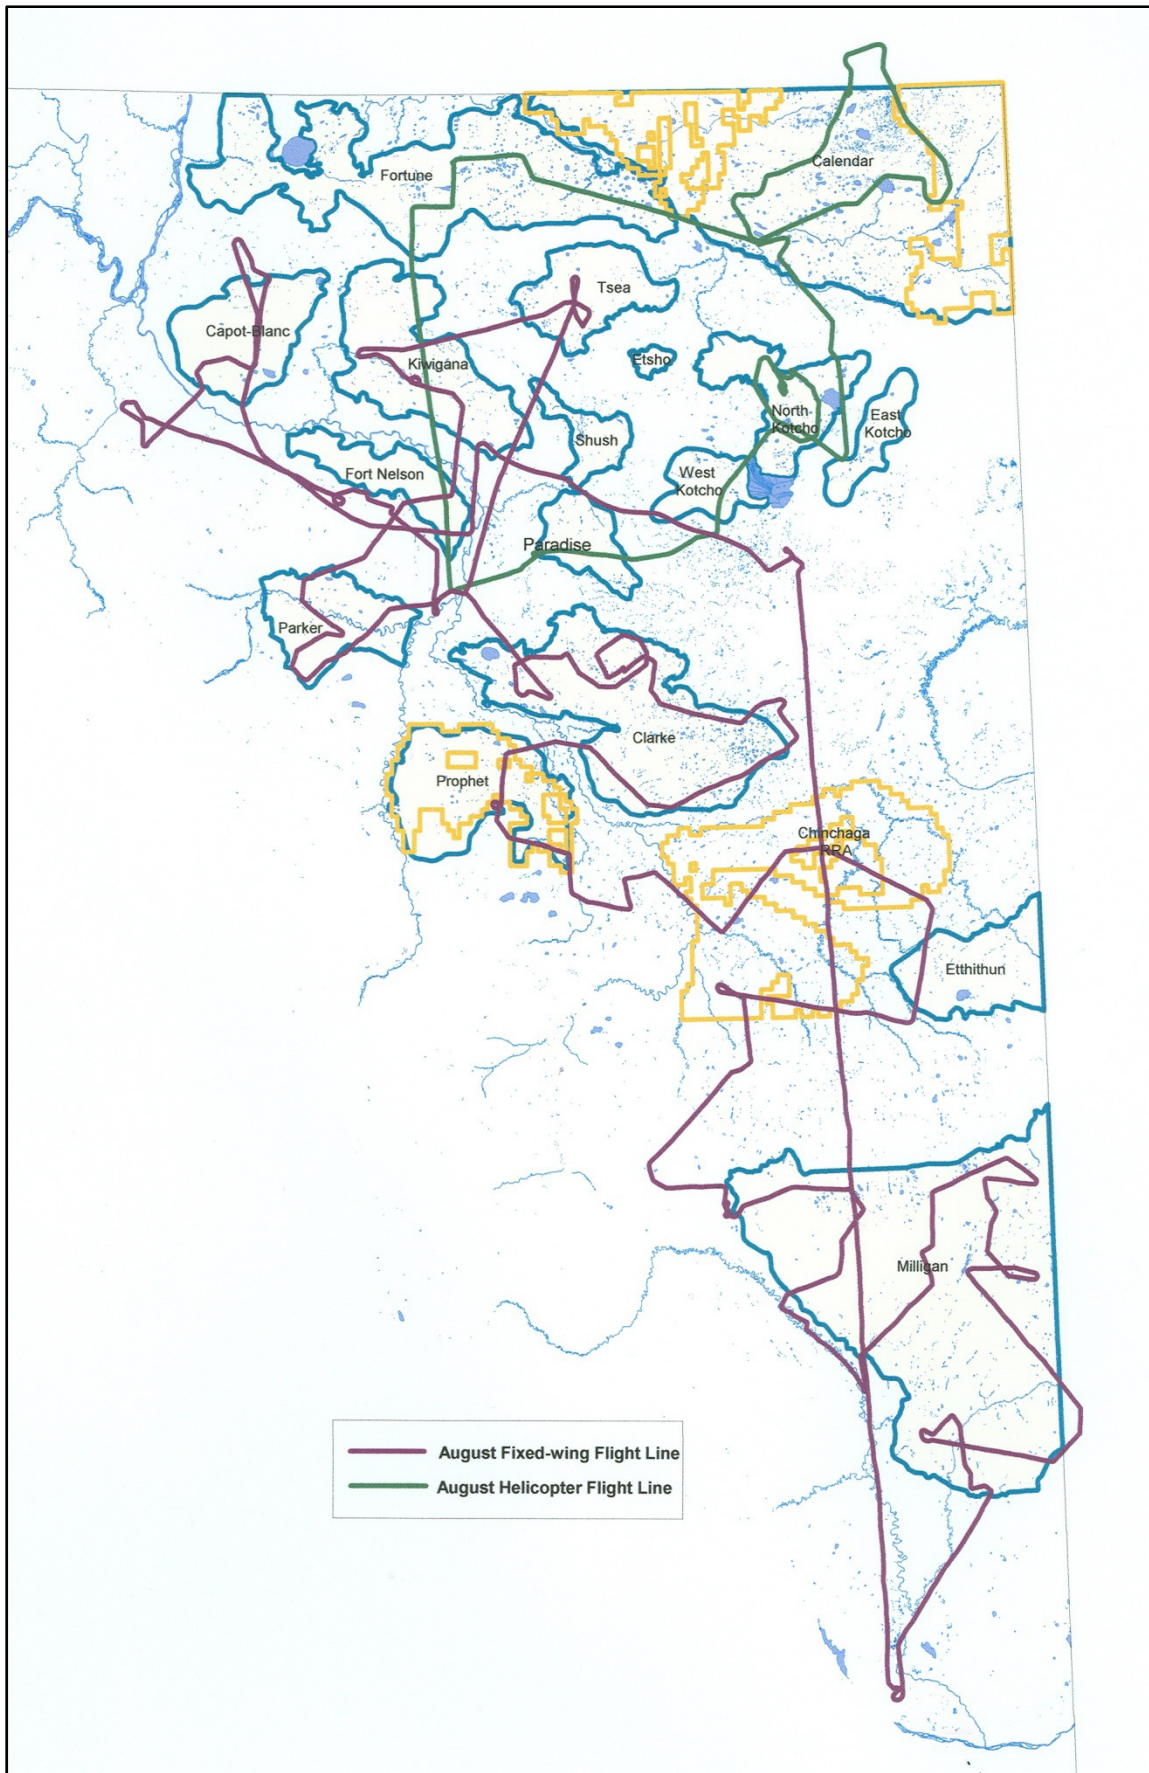 Calendar
Fortune
Tsea
Capot-Blanc
Etsho
Kiwigana
North-
Kotcho
East
Kotcho
Shush
West
Kotcho
Fort Nelson
Paradise
Parker
Clarke
Prophet
Chinchaga
RRA
Etthithun
Milligan
August Fixed-wing Flight Line
August Helicopter Flight Line